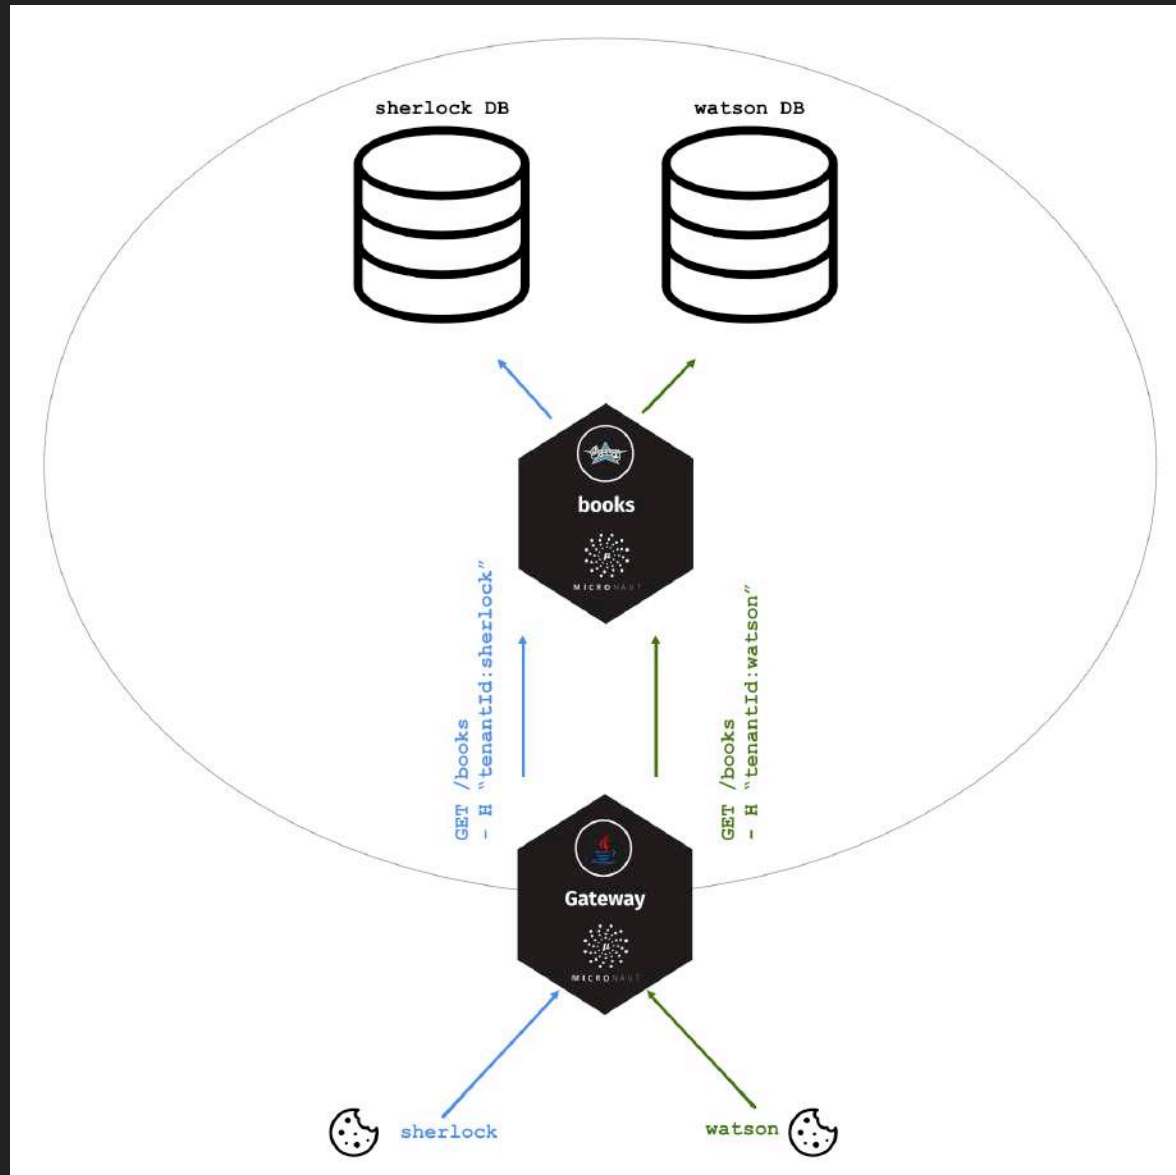 sherlock DB
watson DB
books
MICRONAUT
GET /books
- H “tenantId:sherlock”
GET /books
- H “tenantId:watson”
Gateway
MICRONAUT
sherlock
watson